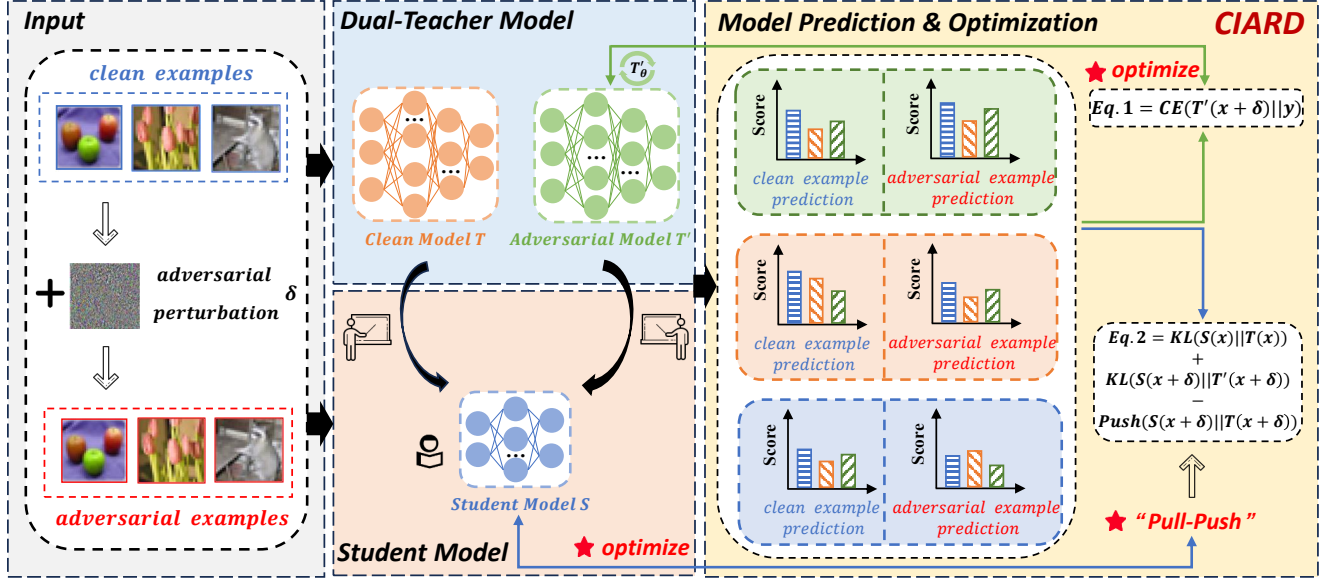 Input
clean examples
+
adversarial
perturbation δ
adversarial examples
Dual-Teacher Model
T'θ
Clean Model T
Adversarial Model T'
Student Model S
Student Model
optimize
Model Prediction & Optimization
CIARD
Score
clean example
prediction
Score
adversarial example
prediction
Score
clean example
prediction
Score
adversarial example
prediction
Score
clean example
prediction
Score
adversarial example
prediction
optimize
Eq.1 = CE(T'(x + δ)||y)
Eq.2 = KL(S(x)||T(x))
+
KL(S(x + δ)||T'(x + δ))
−
Push(S(x + δ)||T(x + δ))
"Pull-Push"